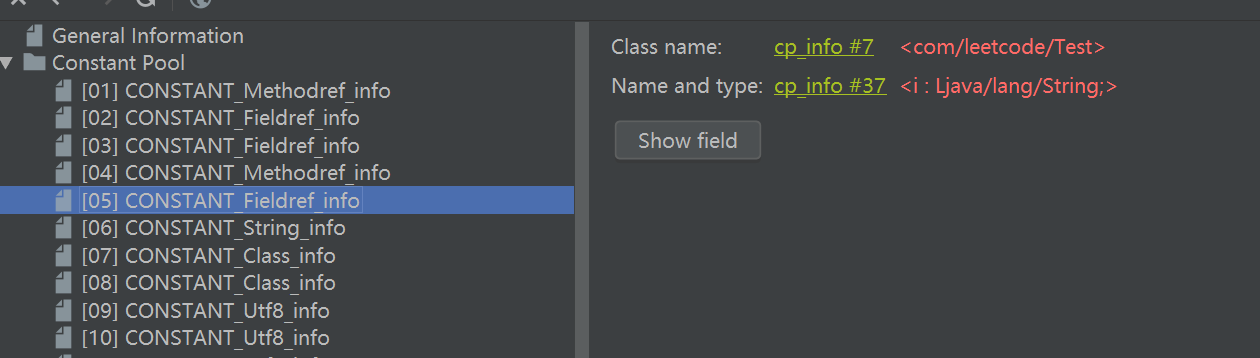 General Information
Constant Pool
[01] CONSTANT_Methodref_info
[02] CONSTANT_Fieldref_info
[03] CONSTANT_Fieldref_info
[04] CONSTANT_Methodref_info
[05] CONSTANT_Fieldref_info
[06] CONSTANT_String_info
[07] CONSTANT_Class_info
[08] CONSTANT_Class_info
[09] CONSTANT_Utf8_info
[10] CONSTANT_Utf8_info
Class name: cp_info #7 <com/leetcode/Test>
Name and type: cp_info #37 <i : Ljava/lang/String;>
Show field